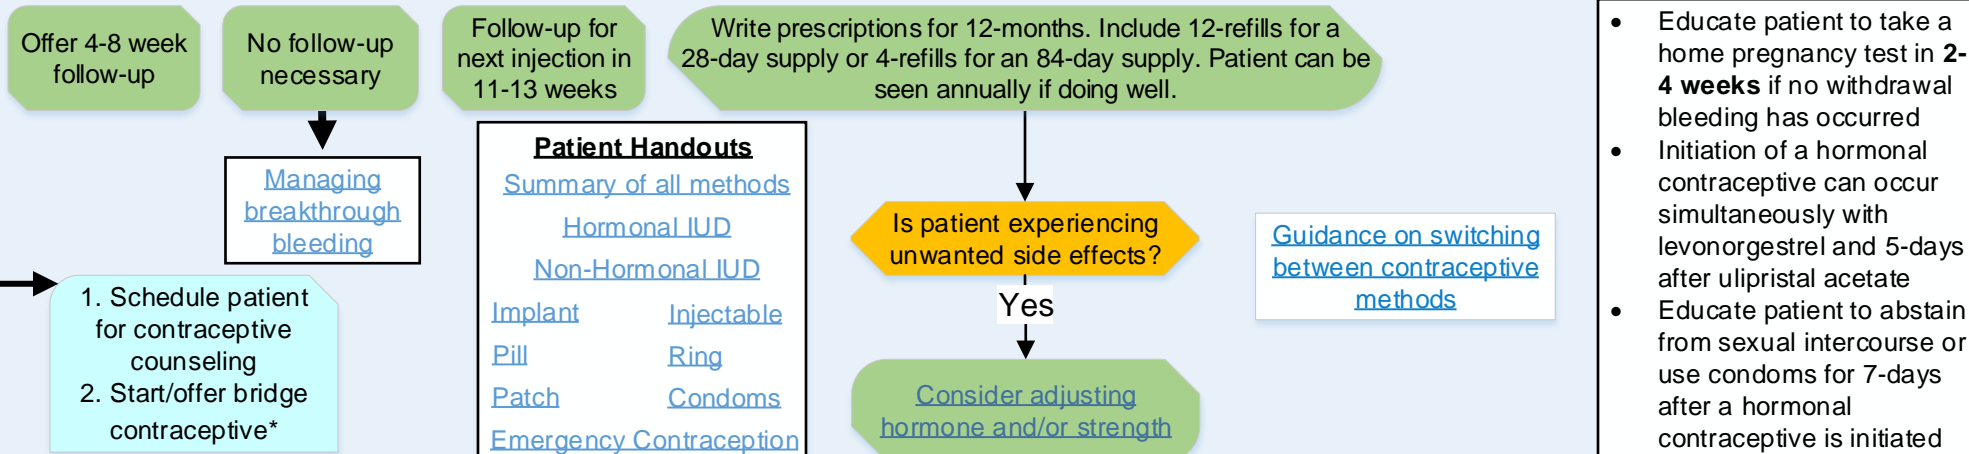 Offer 4-8 week
follow-up
No follow-up
necessary
Follow-up for
next injection in
11-13 weeks
Write prescriptions for 12-months. Include 12-refills for a
28-day supply or 4-refills for an 84-day supply. Patient can be
seen annually if doing well.
Managing
breakthrough
bleeding
1. Schedule patient
for contraceptive
counseling
2. Start/offer bridge
contraceptive*
Patient Handouts
Summary of all methods
Hormonal IUD
Non-Hormonal IUD
Implant Injectable
Pill Ring
Patch Condoms
Emergency Contraception
Is patient experiencing
unwanted side effects?
Yes
Consider adjusting
hormone and/or strength
Guidance on switching
between contraceptive
methods
• Educate patient to take a
home pregnancy test in 2-
4 weeks if no withdrawal
bleeding has occurred
• Initiation of a hormonal
contraceptive can occur
simultaneously with
levonorgestrel and 5-days
after ulipristal acetate
• Educate patient to abstain
from sexual intercourse or
use condoms for 7-days
after a hormonal
contraceptive is initiated